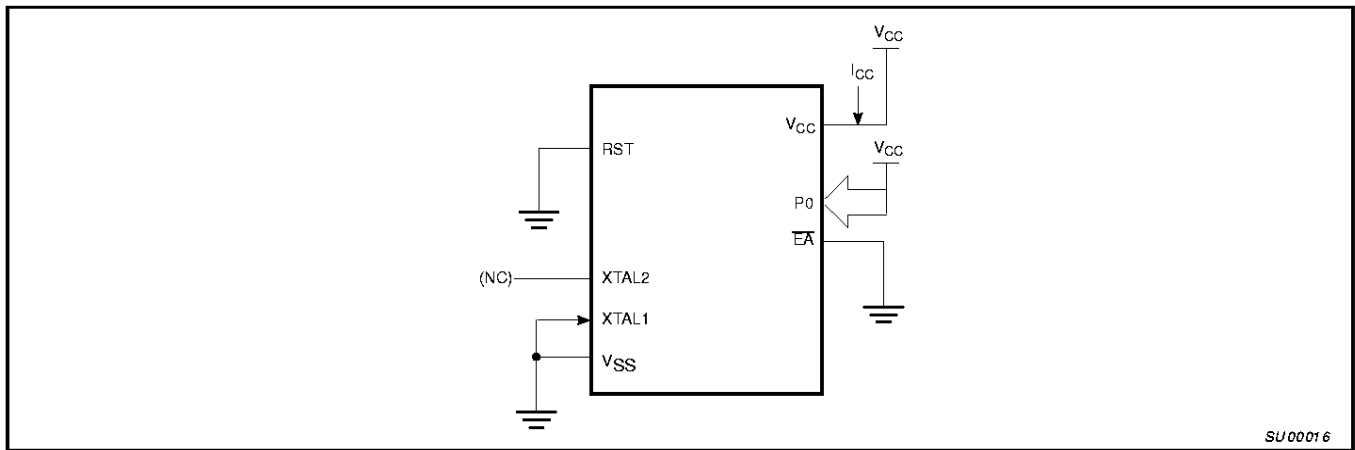 VCC
ICC
VCC
RST
VCC
P0
EA
(NC)
XTAL2
XTAL1
VSS
SU00016